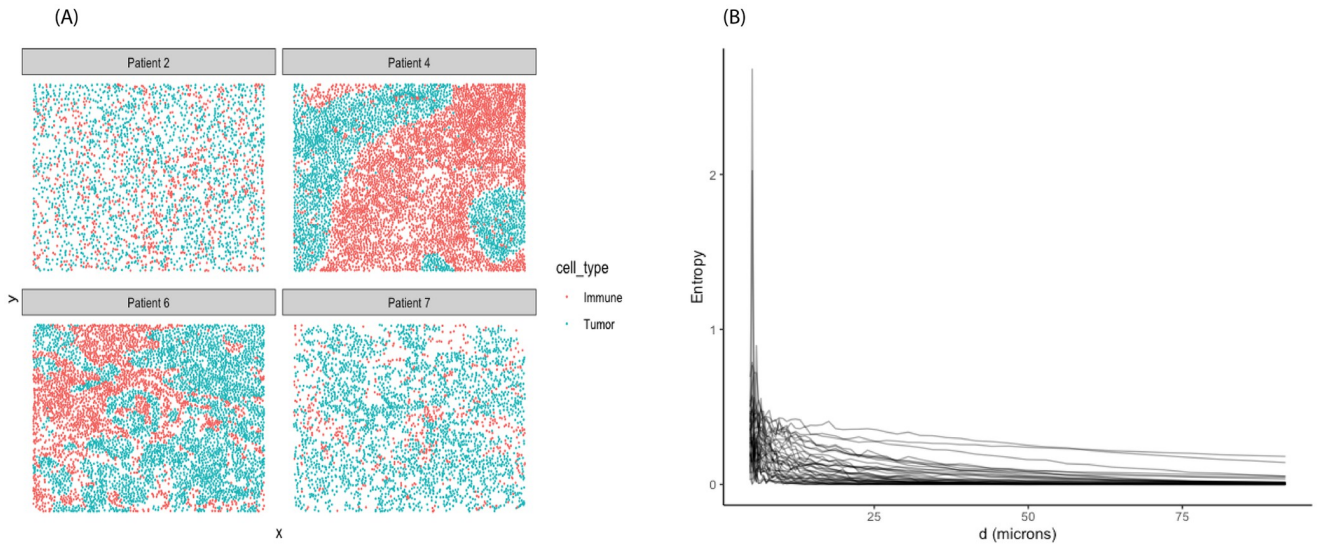 (A)
Patient 2
Patient 4
Patient 6
Patient 7
y
x
cell_type
Immune
Tumor
(B)
Entropy
2
1
0
25
50
75
d (microns)